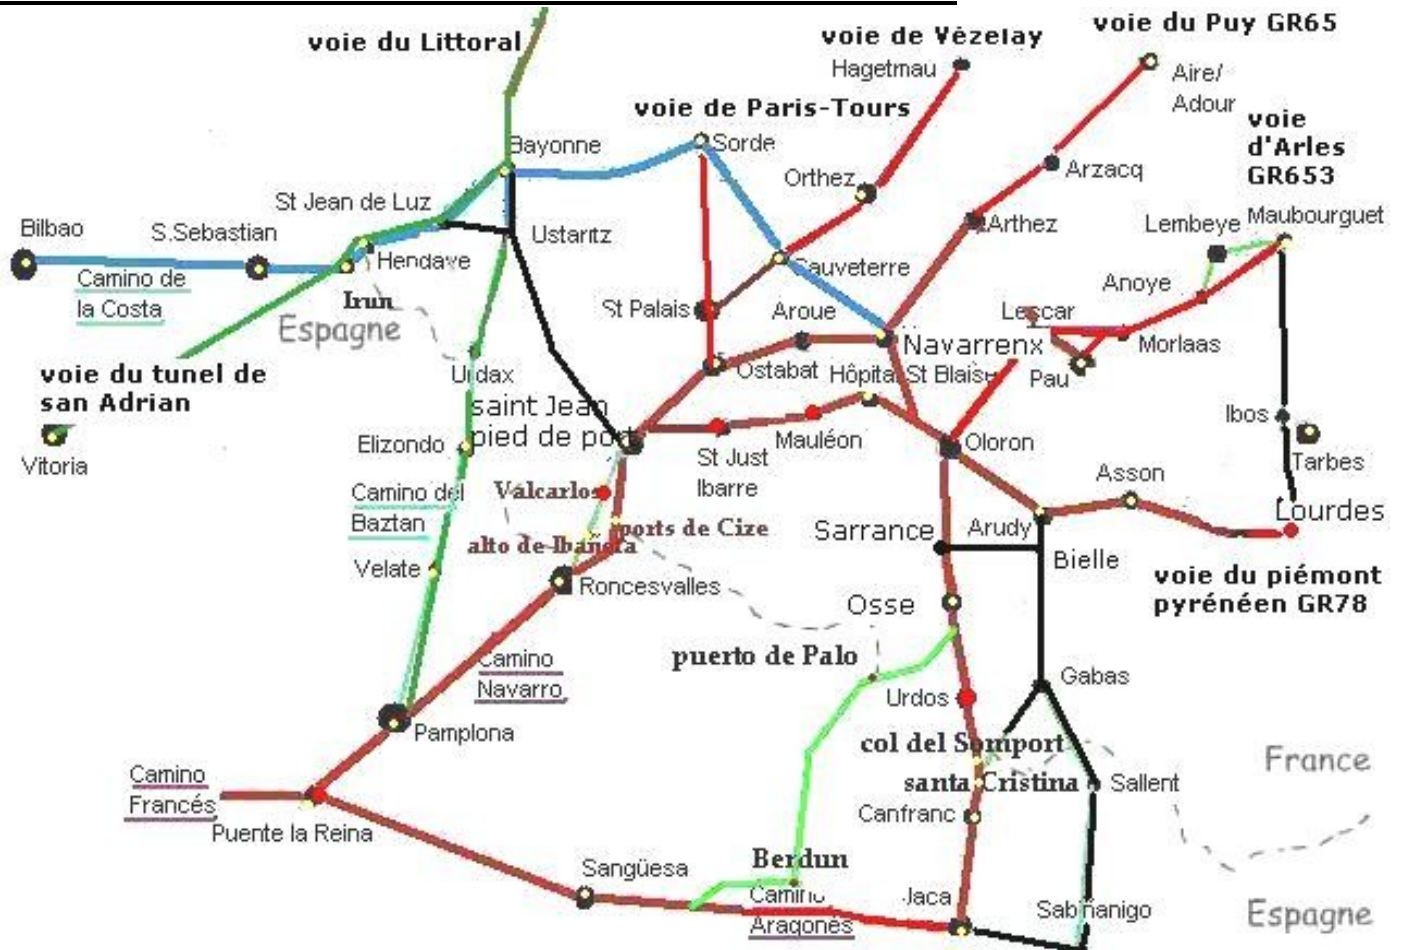 voie du Littoral
voie de Vézelay
voie du Puy GR65
Hagetmau
Aire/
Adour
voie de Paris-Tours
voie
d'Arles
GR653
Bayonne
Sorde
Orthez
Arzacq
St Jean de Luz
Lembeye
Maubourguet
Bilbao
S.Sebastian
Ustaritz
Arthez
Hendaye
Sauveterre
Camino de
la Costa
Anoye
Irun
St Palais
Aroue
Lescar
Espagne
Navarrenx
Morlaas
voie du tunel de
san Adrian
Urdax
Ostabat
Hôpital St Blaise
Pau
saint Jean
pied de port
Ibos
Elizondo
Mauléon
Oloron
Vitoria
St Just
Ibarre
Tarbes
Asson
Camino del
Baztan
Valcarlos
Lourdes
ports de Cize
Sarrance
Arudy
alto de Ibañeta
Bielle
Velate
Roncesvalles
voie du piémont
pyrénéen GR78
Osse
Camino
Navarro
puerto de Palo
Gabas
Urdos
Pamplona
col del Somport
France
Camino
Francés
santa Cristina
Sallent
Canfranc
Puente la Reina
Berdun
Sangüesa
Camino
Aragonés
Jaca
Sabiñanigo
Espagne